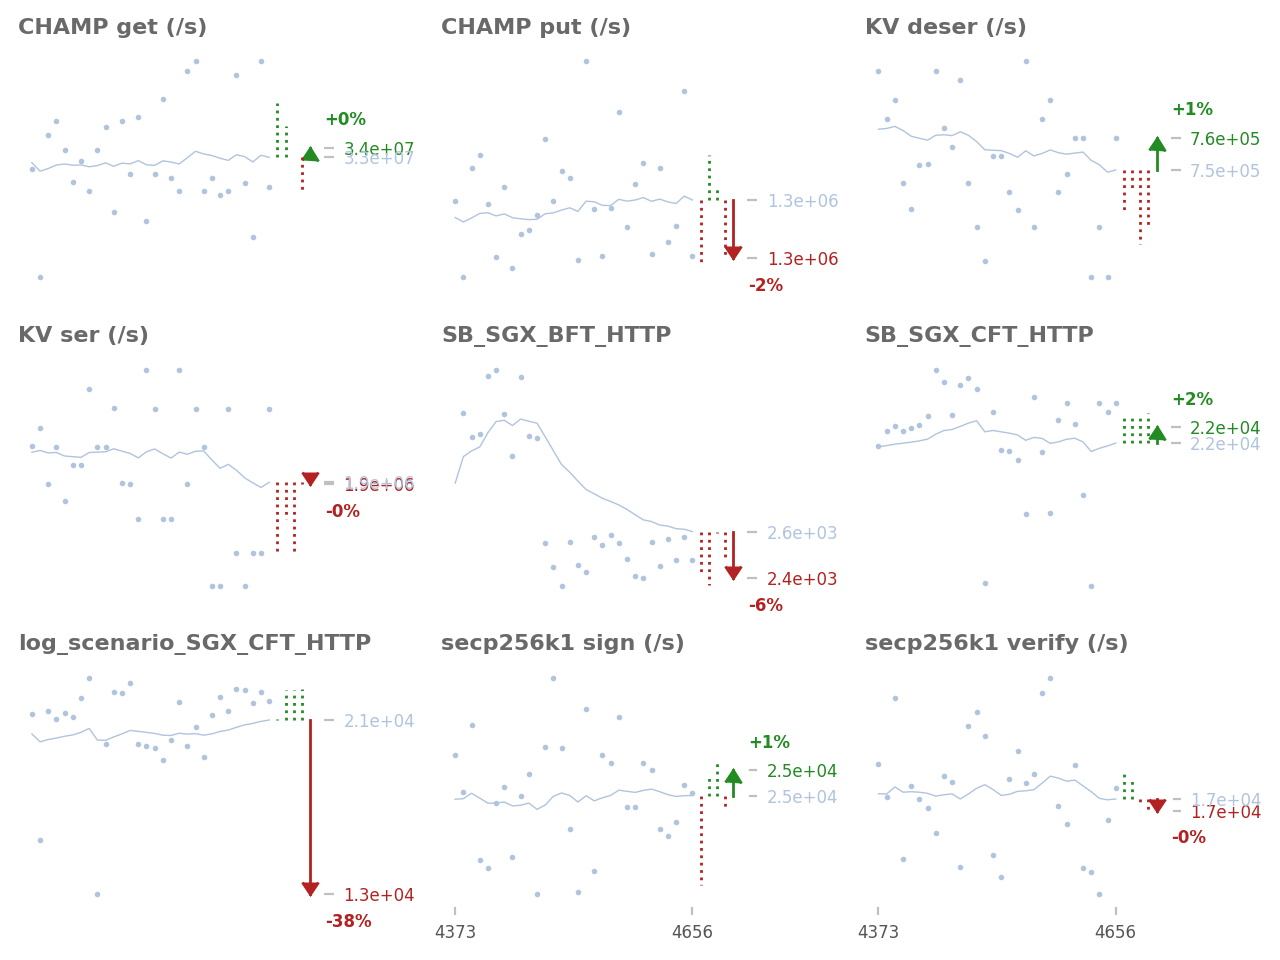 CHAMP get (/s)
+0%
3.4e+07
3.3e+07
CHAMP put (/s)
1.3e+06
1.3e+06
-2%
KV deser (/s)
+1%
7.6e+05
7.5e+05
KV ser (/s)
1.9e+06
-0%
SB_SGX_BFT_HTTP
2.6e+03
2.4e+03
-6%
SB_SGX_CFT_HTTP
+2%
2.2e+04
2.2e+04
log_scenario_SGX_CFT_HTTP
2.1e+04
1.3e+04
-38%
secp256k1 sign (/s)
+1%
2.5e+04
2.5e+04
4373 4656
secp256k1 verify (/s)
1.7e+04
1.7e+04
-0%
4373 4656